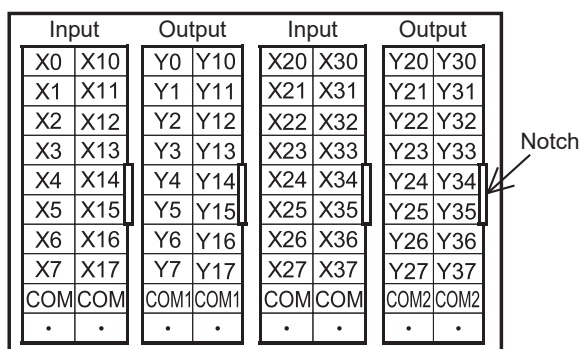 Input Output Input Output
X0 X10 Y0 Y10 X20 X30 Y20 Y30
X1 X11 Y1 Y11 X21 X31 Y21 Y31
X2 X12 Y2 Y12 X22 X32 Y22 Y32
X3 X13 Y3 Y13 X23 X33 Y23 Y33
Notch
X4 X14 Y4 Y14 X24 X34 Y24 Y34
X5 X15 Y5 Y15 X25 X35 Y25 Y35
X6 X16 Y6 Y16 X26 X36 Y26 Y36
X7 X17 Y7 Y17 X27 X37 Y27 Y37
COM COM COM1 COM1 COM COM COM2 COM2
· · · · · · · ·